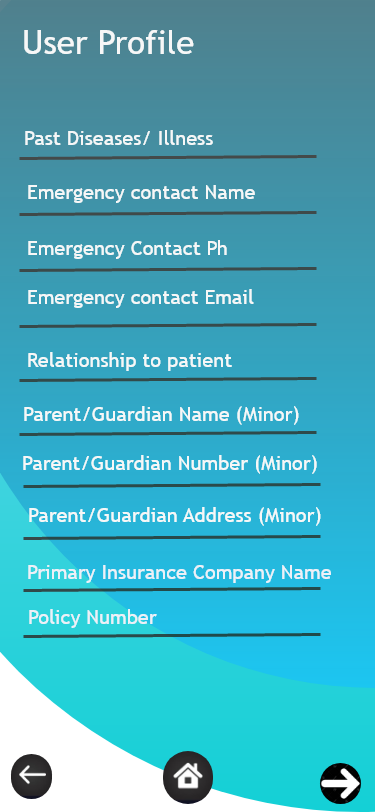 User Profile
Past Diseases/ Illness
Emergency contact Name
Emergency Contact Ph
Emergency contact Email
Relationship to patient
Parent/Guardian Name (Minor)
Parent/Guardian Number (Minor)
Parent/Guardian Address (Minor)
Primary Insurance Company Name
Policy Number